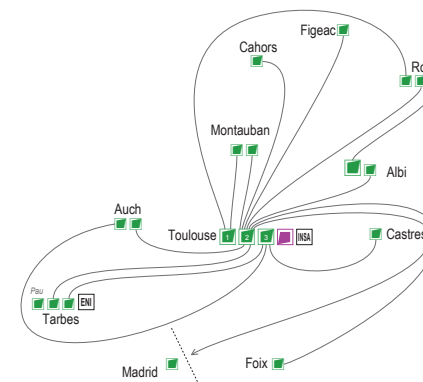 Figeac
Cahors
Ro
Montauban
Albi
Auch
Toulouse 1 2 3 INSA
Castres
Pau
ENI
Tarbes
Madrid
Foix